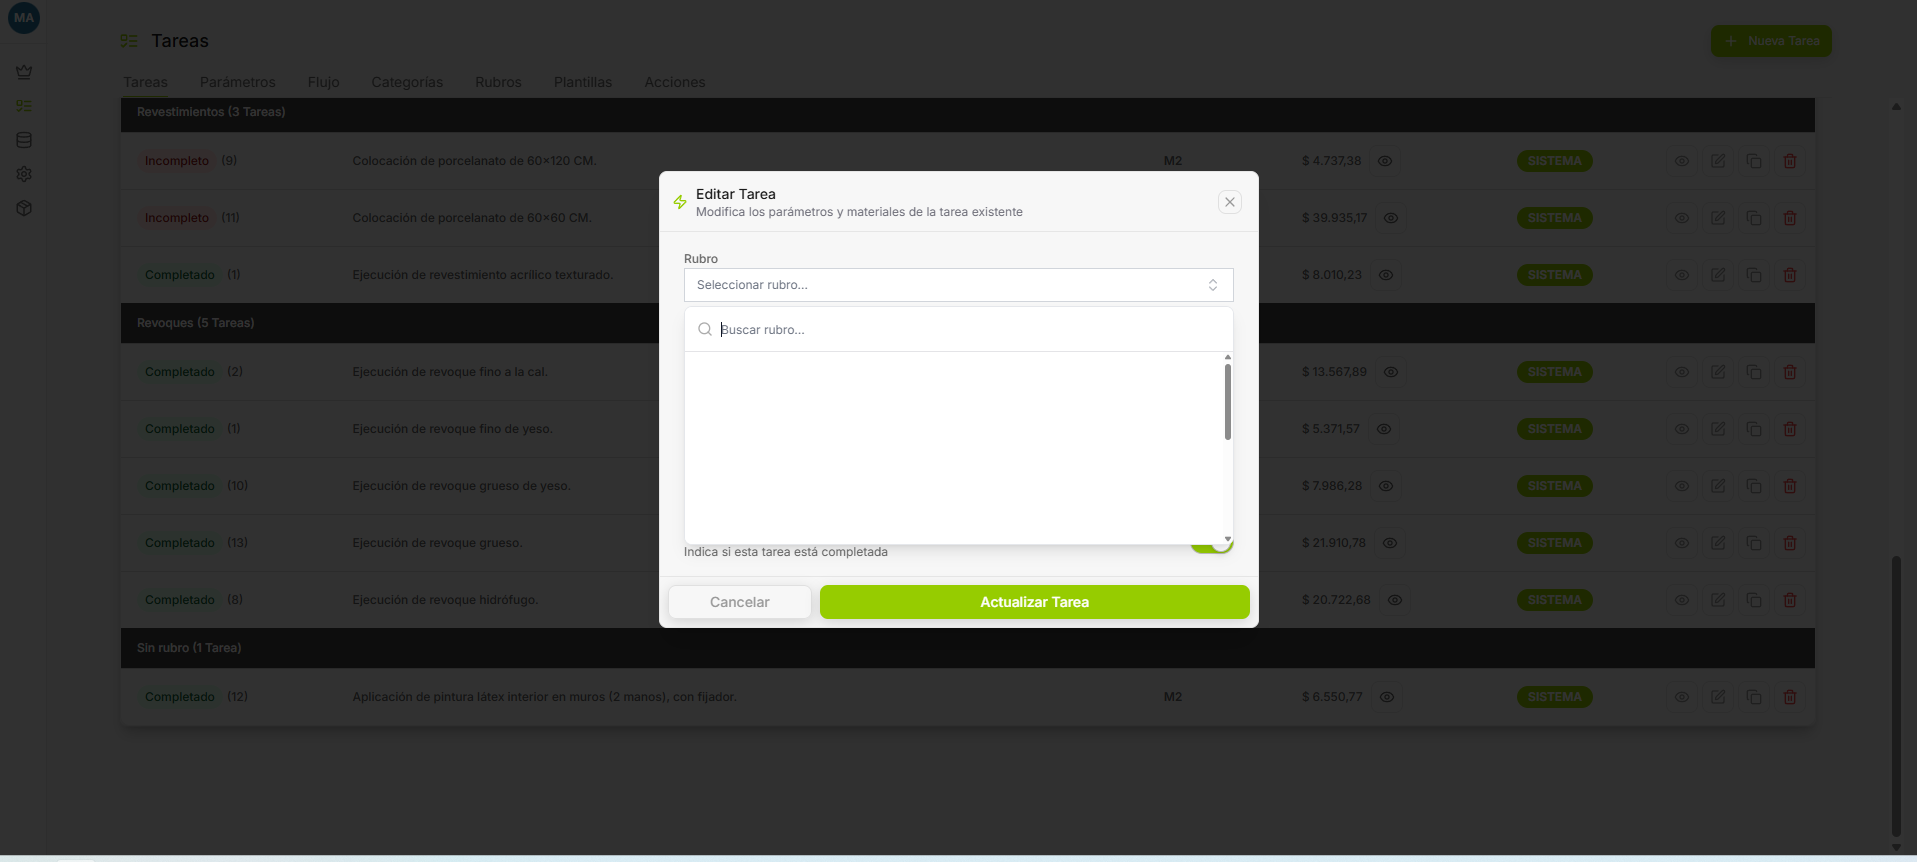 MA
Tareas
Nueva Tarea
Tareas Parámetros Flujo Categorías Rubros Plantillas Acciones
Revestimientos (3 Tareas)
Incompleto (9) Colocación de porcelanato de 60x120 CM. M2 $ 4.737,38 SISTEMA
Incompleto (11) Colocación de porcelanato de 60x60 CM. $ 39.935,17 SISTEMA
Completado (1) Ejecución de revestimiento acrílico texturado. $ 8.010,23 SISTEMA
Revoques (5 Tareas)
Completado (2) Ejecución de revoque fino a la cal. $ 13.567,89 SISTEMA
Completado (1) Ejecución de revoque fino de yeso. $ 5.371,57 SISTEMA
Completado (10) Ejecución de revoque grueso de yeso. $ 7.986,28 SISTEMA
Completado (13) Ejecución de revoque grueso. $ 21.910,78 SISTEMA
Completado (8) Ejecución de revoque hidrófugo. $ 20.722,68 SISTEMA
Sin rubro (1 Tarea)
Completado (12) Aplicación de pintura látex interior en muros (2 manos), con fijador. M2 $ 6.550,77 SISTEMA
Editar Tarea
Modifica los parámetros y materiales de la tarea existente
Rubro
Seleccionar rubro...
Buscar rubro...
Indica si esta tarea está completada
Cancelar Actualizar Tarea